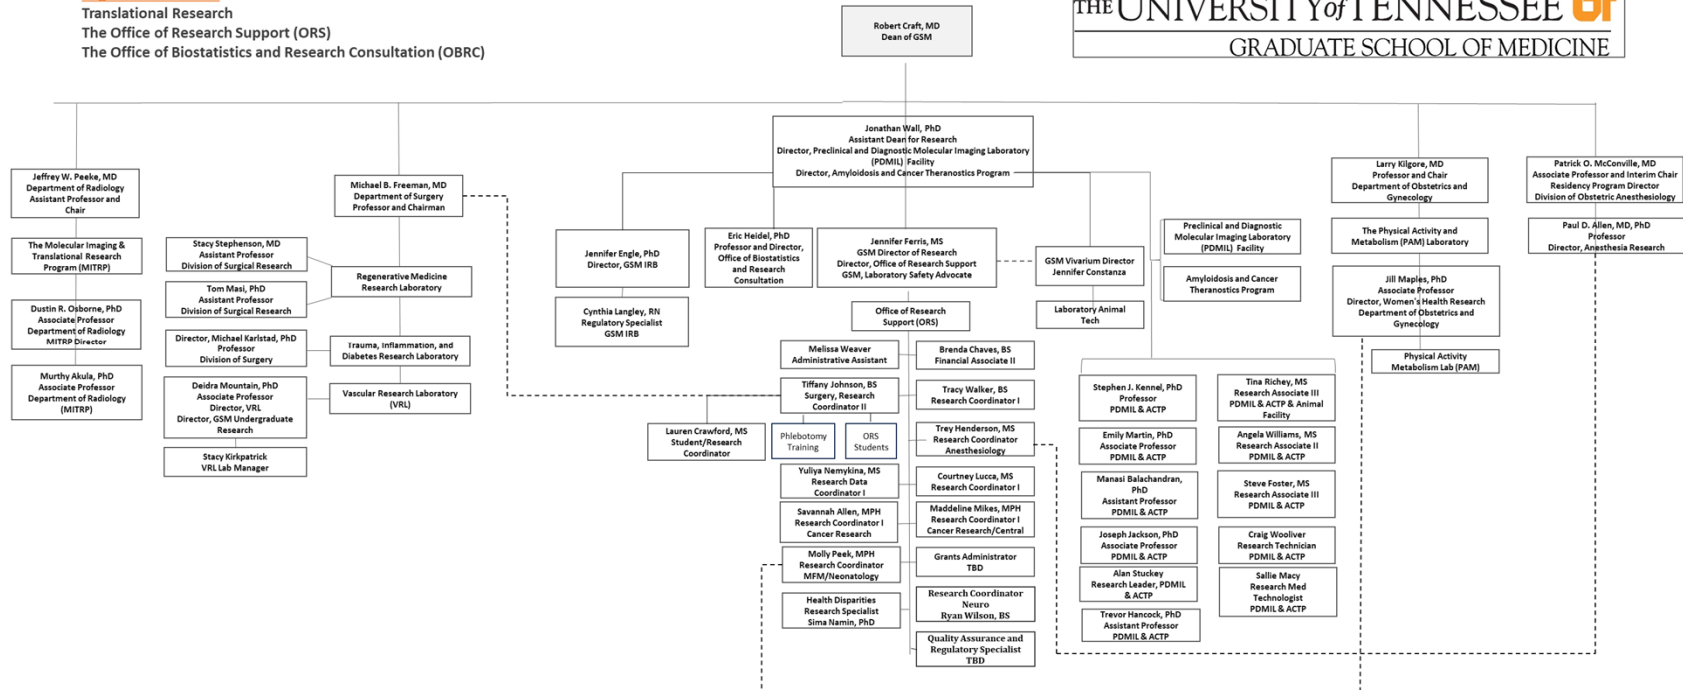 Translational Research
The Office of Research Support (ORS)
The Office of Biostatistics and Research Consultation (OBRC)
Robert Craft, MD
Dean of GSM
THE UNIVERSITY of TENNESSEE UT
GRADUATE SCHOOL OF MEDICINE
Jonathan Wall, PhD
Assistant Dean for Research
Director, Preclinical and Diagnostic Molecular Imaging Laboratory
(PDMIL) Facility
Director, Amyloidosis and Cancer Theranostics Program
Jeffrey W. Peeke, MD
Department of Radiology
Assistant Professor and
Chair
The Molecular Imaging &
Translational Research
Program (MITRP)
Dustin R. Osborne, PhD
Associate Professor
Department of Radiology
MITRP Director
Murthy Akula, PhD
Associate Professor
Department of Radiology
(MITRP)
Michael B. Freeman, MD
Department of Surgery
Professor and Chairman
Stacy Stephenson, MD
Assistant Professor
Division of Surgical Research
Tom Masi, PhD
Assistant Professor
Division of Surgical Research
Regenerative Medicine
Research Laboratory
Director, Michael Karlstad, PhD
Professor
Division of Surgery
Trauma, Inflammation, and
Diabetes Research Laboratory
Deidra Mountain, PhD
Associate Professor
Director, VRL
Director, GSM Undergraduate
Research
Vascular Research Laboratory
(VRL)
Stacy Kirkpatrick
VRL Lab Manager
Jennifer Engle, PhD
Director, GSM IRB
Cynthia Langley, RN
Regulatory Specialist
GSM IRB
Eric Heidel, PhD
Professor and Director,
Office of Biostatistics
and Research
Consultation
Jennifer Ferris, MS
GSM Director of Research
Director, Office of Research Support
GSM, Laboratory Safety Advocate
GSM Vivarium Director
Jennifer Constanza
Laboratory Animal
Tech
Preclinical and Diagnostic
Molecular Imaging Laboratory
(PDMIL) Facility
Amyloidosis and Cancer
Theranostics Program
Office of Research
Support (ORS)
Melissa Weaver
Administrative Assistant
Brenda Chaves, BS
Financial Associate II
Tiffany Johnson, BS
Surgery, Research
Coordinator II
Tracy Walker, BS
Research Coordinator I
Lauren Crawford, MS
Student/Research
Coordinator
Phlebotomy
Training
ORS
Students
Trey Henderson, MS
Research Coordinator
Anesthesiology
Yuliya Nemykina, MS
Research Data
Coordinator I
Courtney Lucca, MS
Research Coordinator I
Savannah Allen, MPH
Research Coordinator I
Cancer Research
Maddeline Mikes, MPH
Research Coordinator I
Cancer Research/Central
Molly Peek, MPH
Research Coordinator
MFM/Neonatology
Grants Administrator
TBD
Health Disparities
Research Specialist
Sima Namin, PhD
Research Coordinator
Neuro
Ryan Wilson, BS
Quality Assurance and
Regulatory Specialist
TBD
Stephen J. Kennel, PhD
Professor
PDMIL & ACTP
Tina Richey, MS
Research Associate III
PDMIL & ACTP & Animal
Facility
Emily Martin, PhD
Associate Professor
PDMIL & ACTP
Angela Williams, MS
Research Associate II
PDMIL & ACTP
Manasi Balachandran,
PhD
Assistant Professor
PDMIL & ACTP
Steve Foster, MS
Research Associate III
PDMIL & ACTP
Joseph Jackson, PhD
Associate Professor
PDMIL & ACTP
Craig Wooliver
Research Technician
PDMIL & ACTP
Alan Stuckey
Research Leader, PDMIL
& ACTP
Sallie Macy
Research Med
Technologist
PDMIL & ACTP
Trevor Hancock, PhD
Assistant Professor
PDMIL & ACTP
Larry Kilgore, MD
Professor and Chair
Department of Obstetrics and
Gynecology
The Physical Activity and
Metabolism (PAM) Laboratory
Jill Maples, PhD
Associate Professor
Director, Women's Health Research
Department of Obstetrics and
Gynecology
Physical Activity
Metabolism Lab (PAM)
Patrick O. McConville, MD
Associate Professor and Interim Chair
Residency Program Director
Division of Obstetric Anesthesiology
Paul D. Allen, MD, PhD
Professor
Director, Anesthesia Research